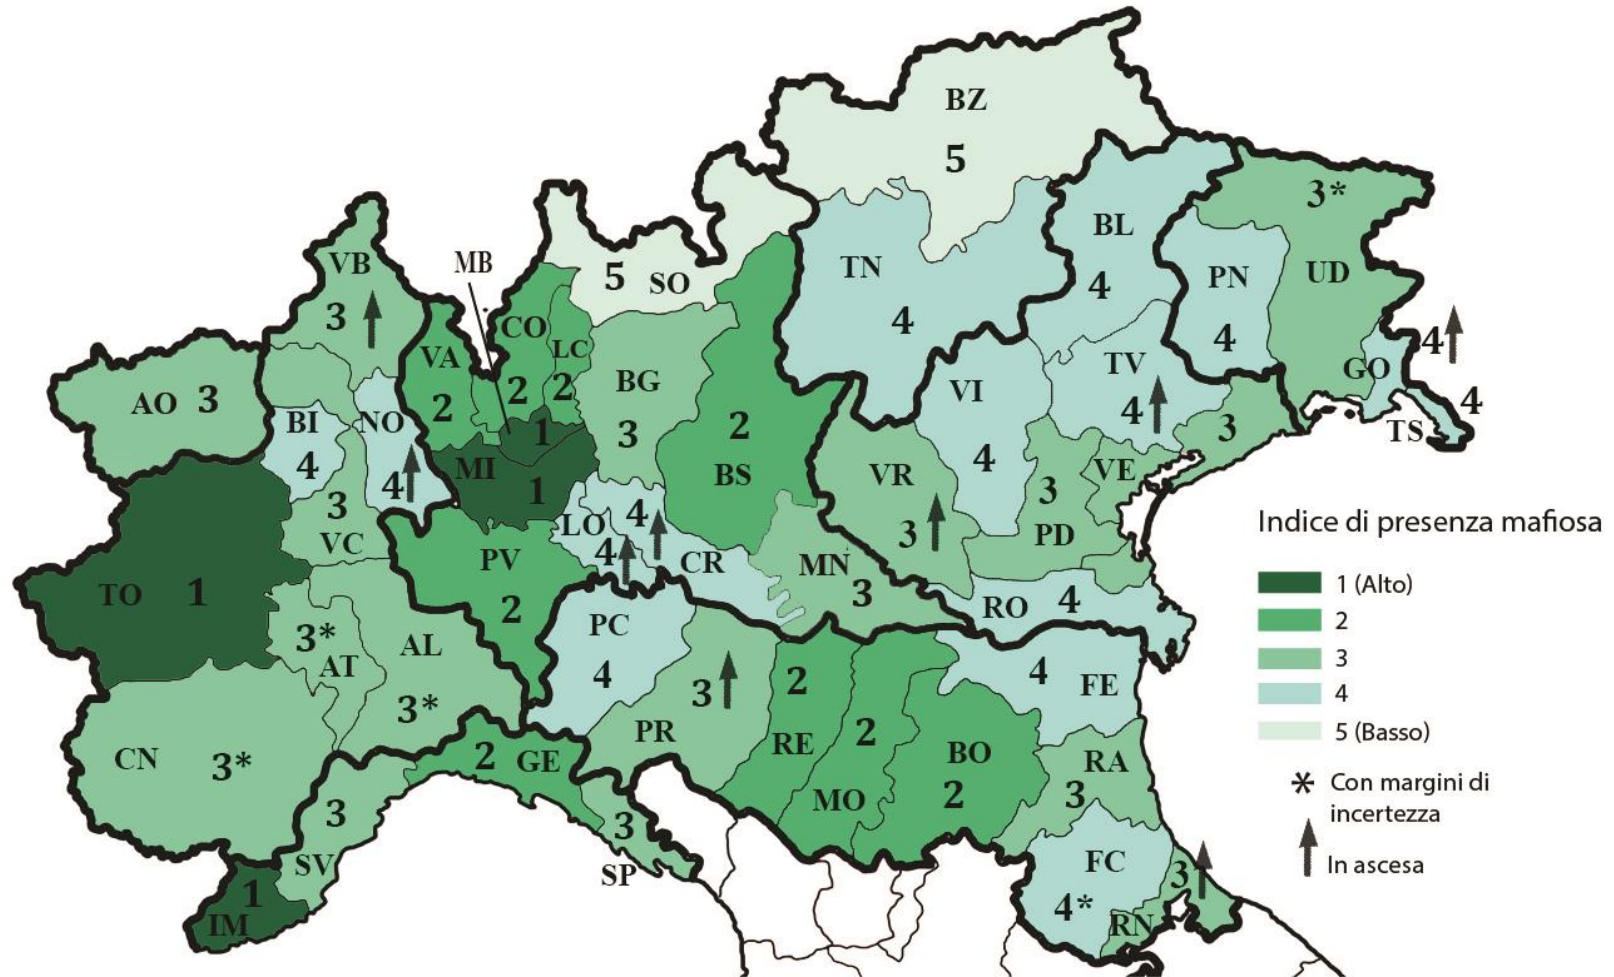 BZ
5
3*
BL
VB
MB
5
SO
TN
PN
UD
4
3
CO
4
4
VA
LC
4
4
GO
AO 3
2
2
2
BG
VI
TV
4
4
TS
BI
NO
1
3
2
4
3
4
4
MI
1
BS
VR
4
3
VE
3
VC
LO
4
4
CR
3
PD
Indice di presenza mafiosa
TO 1
PV
2
MN
3
RO 4
1 (Alto)
2
3
4
5 (Basso)
* Con margini di
incertezza
In ascesa
3*
AT
AL
3*
PC
4
3
PR
2
RE
2
MO
BO
2
4
FE
CN
3*
2 GE
RA
3
3
SV
3
SP
FC
4*
3
RN
1
IM